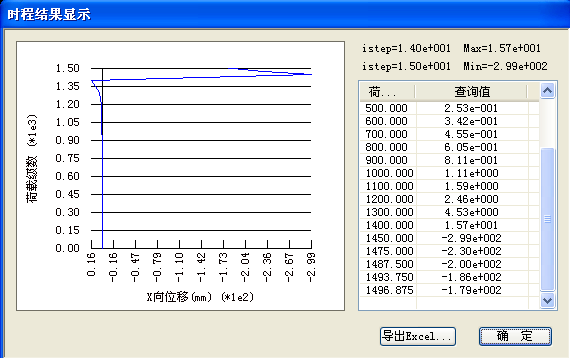 时程结果显示
istep=1.40e+001 Max=1.57e+001
istep=1.50e+001 Min=-2.99e+002
荷载级数 (*1e3)
1.50
1.35
1.20
1.05
0.90
0.75
0.60
0.45
0.30
0.15
0.00
0.16 -0.16 -0.47 -0.79 -1.10 -1.42 -1.73 -2.04 -2.36 -2.67 -2.99
X向位移(mm) (*1e2)
荷... 查询值
500.000 2.53e-001
600.000 3.42e-001
700.000 4.55e-001
800.000 6.05e-001
900.000 8.11e-001
1000.000 1.11e+000
1100.000 1.59e+000
1200.000 2.46e+000
1300.000 4.53e+000
1400.000 1.57e+001
1450.000 -2.99e+002
1475.000 -2.30e+002
1487.500 -2.00e+002
1493.750 -1.86e+002
1496.875 -1.79e+002
导出Excel... 确 定